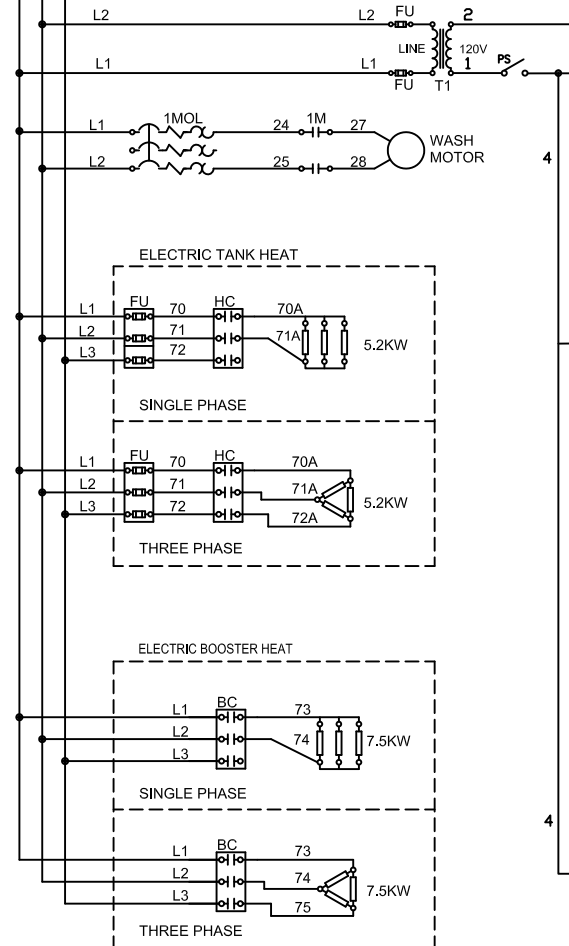 L2 L2 FU 2
LINE 120V
L1 L1 1 PS
FU T1
1MOL 1M
L1 24 27
WASH
MOTOR
L2 25 28
4
ELECTRIC TANK HEAT
FU HC
L1 70 70A
L2 71 71A
5.2KW
L3 72
SINGLE PHASE
FU HC
L1 70 70A
L2 71 71A
5.2KW
L3 72 72A
THREE PHASE
ELECTRIC BOOSTER HEAT
BC
L1 73
L2 74 7.5KW
L3
SINGLE PHASE
4
BC
L1 73
L2 74
7.5KW
L3 75
THREE PHASE